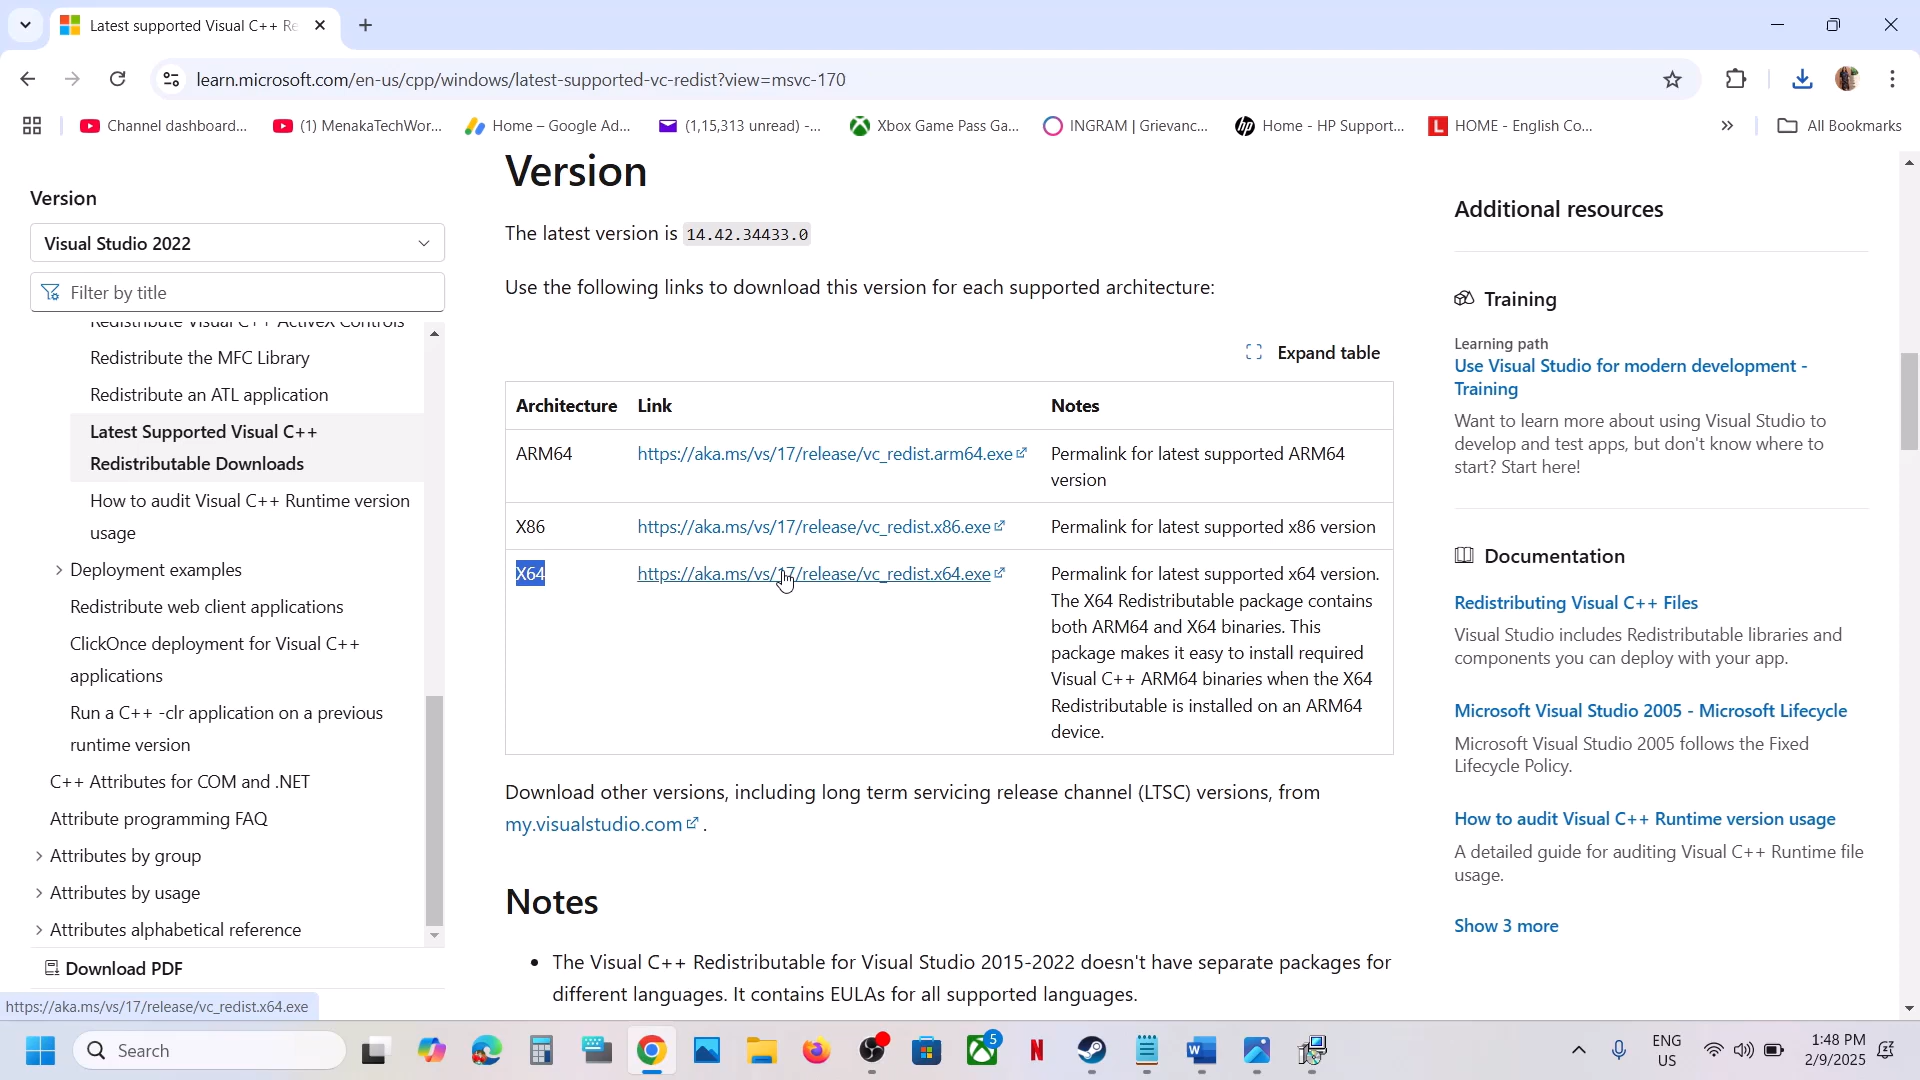 Latest supported Visual C++ Re
learn.microsoft.com/en-us/cpp/windows/latest-supported-vc-redist?view=msvc-170
Channel dashboard...
(1) MenakaTechWor...
Home – Google Ad...
(1,15,313 unread) -...
Xbox Game Pass Ga...
INGRAM | Grievanc...
Home - HP Support...
HOME - English Co...
All Bookmarks
Version
Visual Studio 2022
Filter by title
Redistribute Visual C++ ActiveX Controls
Redistribute the MFC Library
Redistribute an ATL application
Latest Supported Visual C++
Redistributable Downloads
How to audit Visual C++ Runtime version
usage
Deployment examples
Redistribute web client applications
ClickOnce deployment for Visual C++
applications
Run a C++ -clr application on a previous
runtime version
C++ Attributes for COM and .NET
Attribute programming FAQ
Attributes by group
Attributes by usage
Attributes alphabetical reference
Download PDF
https://aka.ms/vs/17/release/vc_redist.x64.exe
Version
The latest version is 14.42.34433.0
Use the following links to download this version for each supported architecture:
Expand table
Architecture Link Notes
ARM64 https://aka.ms/vs/17/release/vc_redist.arm64.exe Permalink for latest supported ARM64
version
X86 https://aka.ms/vs/17/release/vc_redist.x86.exe Permalink for latest supported x86 version
X64 https://aka.ms/vs/17/release/vc_redist.x64.exe Permalink for latest supported x64 version.
The X64 Redistributable package contains
both ARM64 and X64 binaries. This
package makes it easy to install required
Visual C++ ARM64 binaries when the X64
Redistributable is installed on an ARM64
device.
Download other versions, including long term servicing release channel (LTSC) versions, from
my.visualstudio.com .
Notes
• The Visual C++ Redistributable for Visual Studio 2015-2022 doesn't have separate packages for
different languages. It contains EULAs for all supported languages.
Additional resources
Training
Learning path
Use Visual Studio for modern development -
Training
Want to learn more about using Visual Studio to
develop and test apps, but don't know where to
start? Start here!
Documentation
Redistributing Visual C++ Files
Visual Studio includes Redistributable libraries and
components you can deploy with your app.
Microsoft Visual Studio 2005 - Microsoft Lifecycle
Microsoft Visual Studio 2005 follows the Fixed
Lifecycle Policy.
How to audit Visual C++ Runtime version usage
A detailed guide for auditing Visual C++ Runtime file
usage.
Show 3 more
Search
5
ENG
US
1:48 PM
2/9/2025